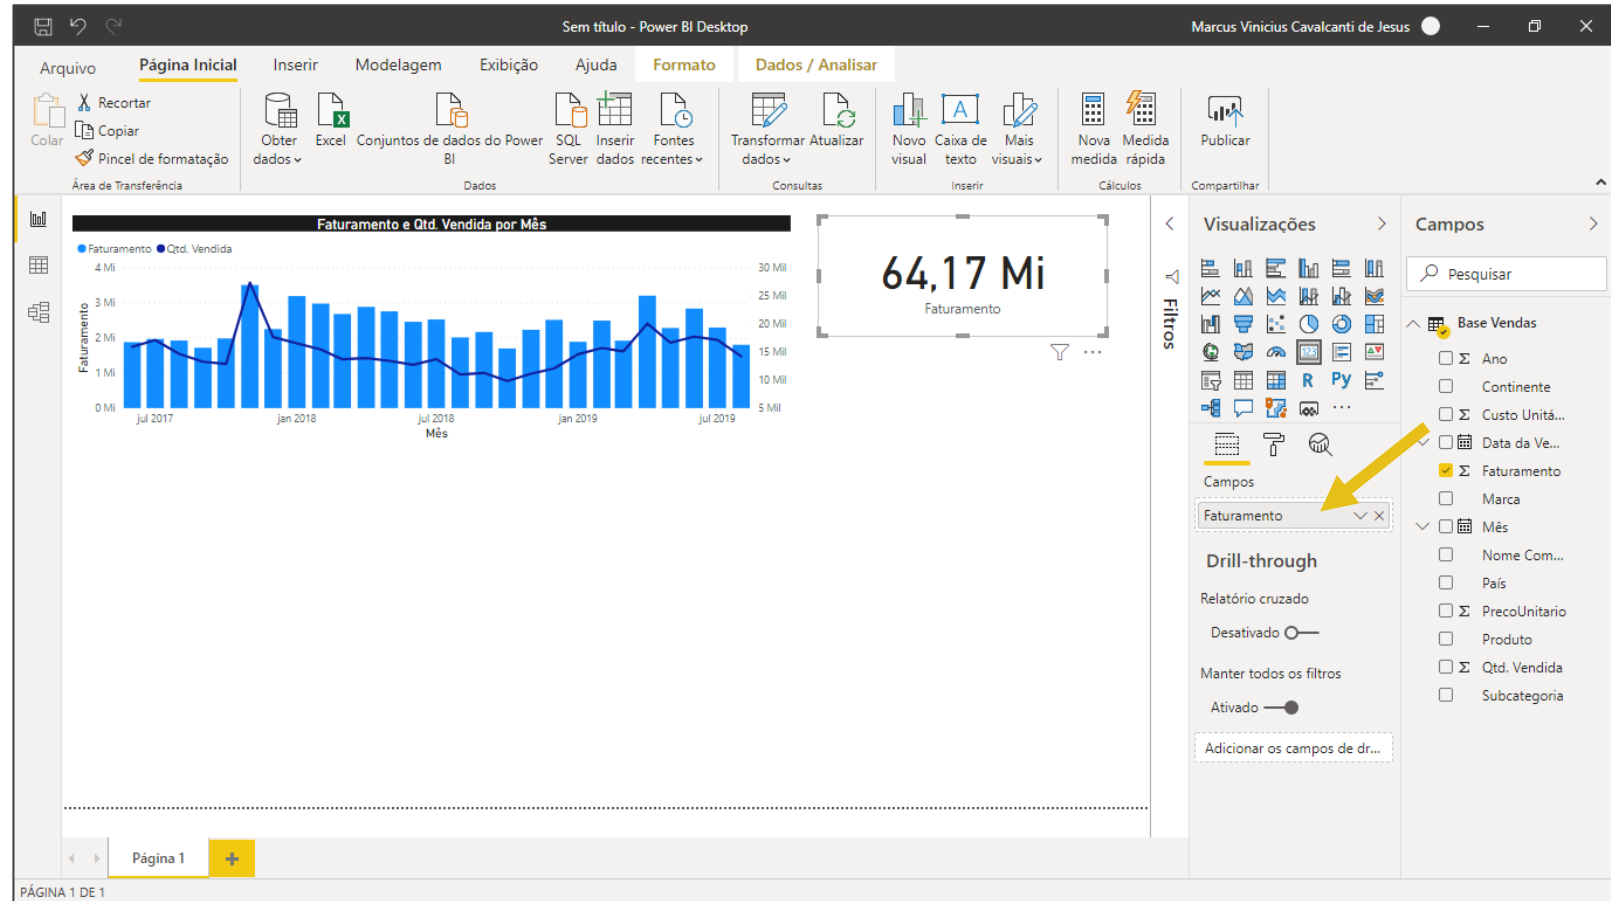 Sem título - Power BI Desktop
Marcus Vinicius Cavalcanti de Jesus
Arquivo
Página Inicial
Inserir
Modelagem
Exibição
Ajuda
Formato
Dados / Analisar
Colar
Recortar
Copiar
Pincel de formatação
Área de Transferência
Obter dados
Excel
Conjuntos de dados do Power BI
SQL Server
Inserir dados
Fontes recentes
Dados
Transformar dados
Atualizar
Consultas
Novo visual
Caixa de texto
Mais visuais
Inserir
Nova medida
Medida rápida
Cálculos
Publicar
Compartilhar
Faturamento e Qtd. Vendida por Mês
Faturamento
Qtd. Vendida
4 Mi
3 Mi
2 Mi
1 Mi
0 Mi
Faturamento
30 Mil
25 Mil
20 Mil
15 Mil
10 Mil
5 Mil
jul 2017
jan 2018
jul 2018
jan 2019
jul 2019
Mês
64,17 Mi
Faturamento
Filtros
Visualizações
R
Py
123
Campos
Faturamento
Drill-through
Relatório cruzado
Desativado
Manter todos os filtros
Ativado
Adicionar os campos de dr...
Campos
Pesquisar
Base Vendas
Σ Ano
Continente
Σ Custo Unitá...
Data da Ve...
Σ Faturamento
Marca
Mês
Nome Com...
País
Σ PrecoUnitario
Produto
Σ Qtd. Vendida
Subcategoria
Página 1
PÁGINA 1 DE 1